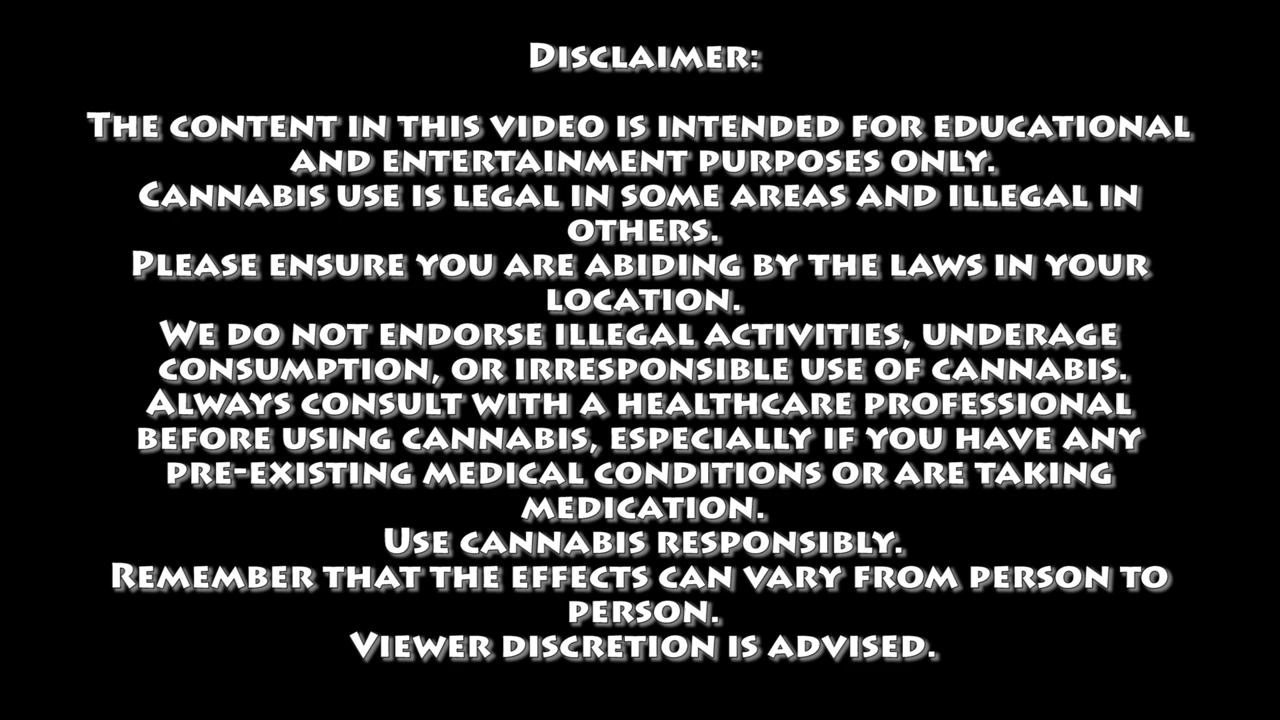 Disclaimer:
The content in this video is intended for educational
and entertainment purposes only.
Cannabis use is legal in some areas and illegal in
others.
Please ensure you are abiding by the laws in your
location.
We do not endorse illegal activities, underage
consumption, or irresponsible use of cannabis.
Always consult with a healthcare professional
before using cannabis, especially if you have any
pre-existing medical conditions or are taking
medication.
Use cannabis responsibly.
Remember that the effects can vary from person to
person.
Viewer discretion is advised.